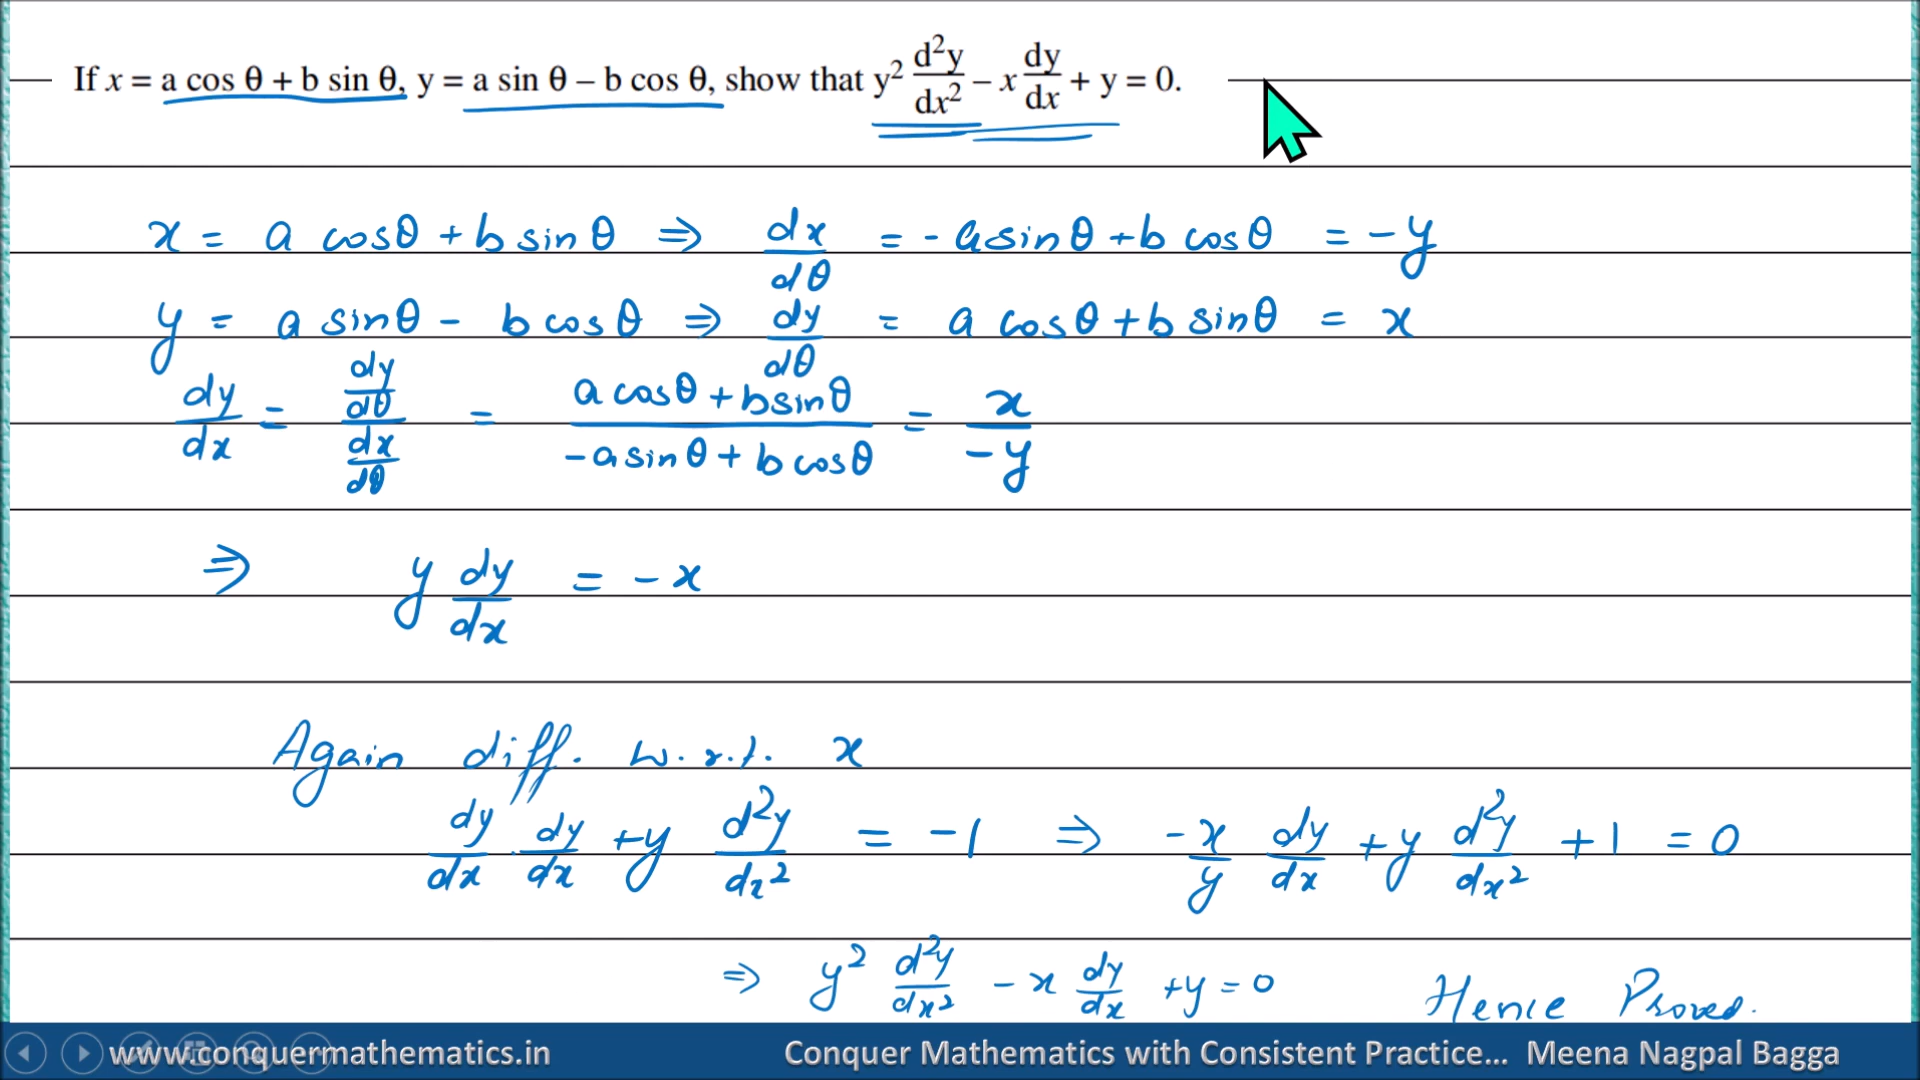 If x = a cos θ + b sin θ, y = a sin θ – b cos θ, show that y² d²y/dx² – x dy/dx + y = 0.
x = a cosθ + b sinθ ⇒ dx/dθ = - a sinθ + b cosθ = - y
y = a sinθ - b cosθ ⇒ dy/dθ = a cosθ + b sinθ = x
dy/dx = (dy/dθ)/(dx/dθ) = (a cosθ + b sinθ)/(- a sinθ + b cosθ) = x/-y
⇒ y dy/dx = - x
Again diff. w.r.t. x
dy/dx . dy/dx + y d²y/dx² = -1 ⇒ -x/y dy/dx + y d²y/dx² + 1 = 0
⇒ y² d²y/dx² - x dy/dx + y = 0 Hence Proved.
www.conquermathematics.in Conquer Mathematics with Consistent Practice... Meena Nagpal Bagga